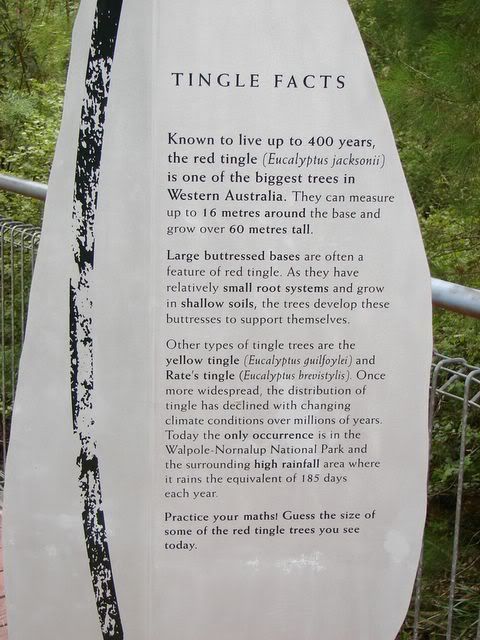 TINGLE FACTS
Known to live up to 400 years,
the red tingle (Eucalyptus jacksonii)
is one of the biggest trees in
Western Australia. They can measure
up to 16 metres around the base and
grow over 60 metres tall.
Large buttressed bases are often a
feature of red tingle. As they have
relatively small root systems and grow
in shallow soils, the trees develop these
buttresses to support themselves.
Other types of tingle trees are the
yellow tingle (Eucalyptus guilfoylei) and
Rate's tingle (Eucalyptus brevistylis). Once
more widespread, the distribution of
tingle has declined with changing
climate conditions over millions of years.
Today the only occurrence is in the
Walpole-Nornalup National Park and
the surrounding high rainfall area where
it rains the equivalent of 185 days
each year.
Practice your maths! Guess the size of
some of the red tingle trees you see
today.